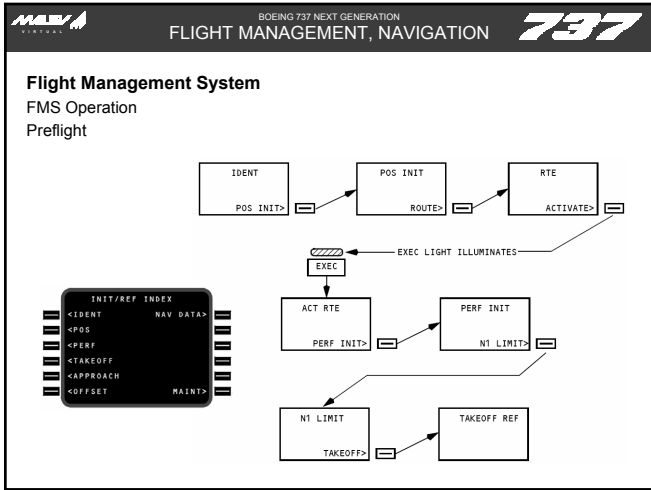 VIRTUAL
BOEING 737 NEXT GENERATION
FLIGHT MANAGEMENT, NAVIGATION
737
Flight Management System
FMS Operation
Preflight
IDENT
POS INIT>
POS INIT
ROUTE>
RTE
ACTIVATE>
EXEC LIGHT ILLUMINATES
EXEC
INIT/REF INDEX
<IDENT NAV DATA>
<POS
<PERF
<TAKEOFF
<APPROACH
<OFFSET MAINT>
ACT RTE
PERF INIT>
PERF INIT
N1 LIMIT>
N1 LIMIT
TAKEOFF>
TAKEOFF REF